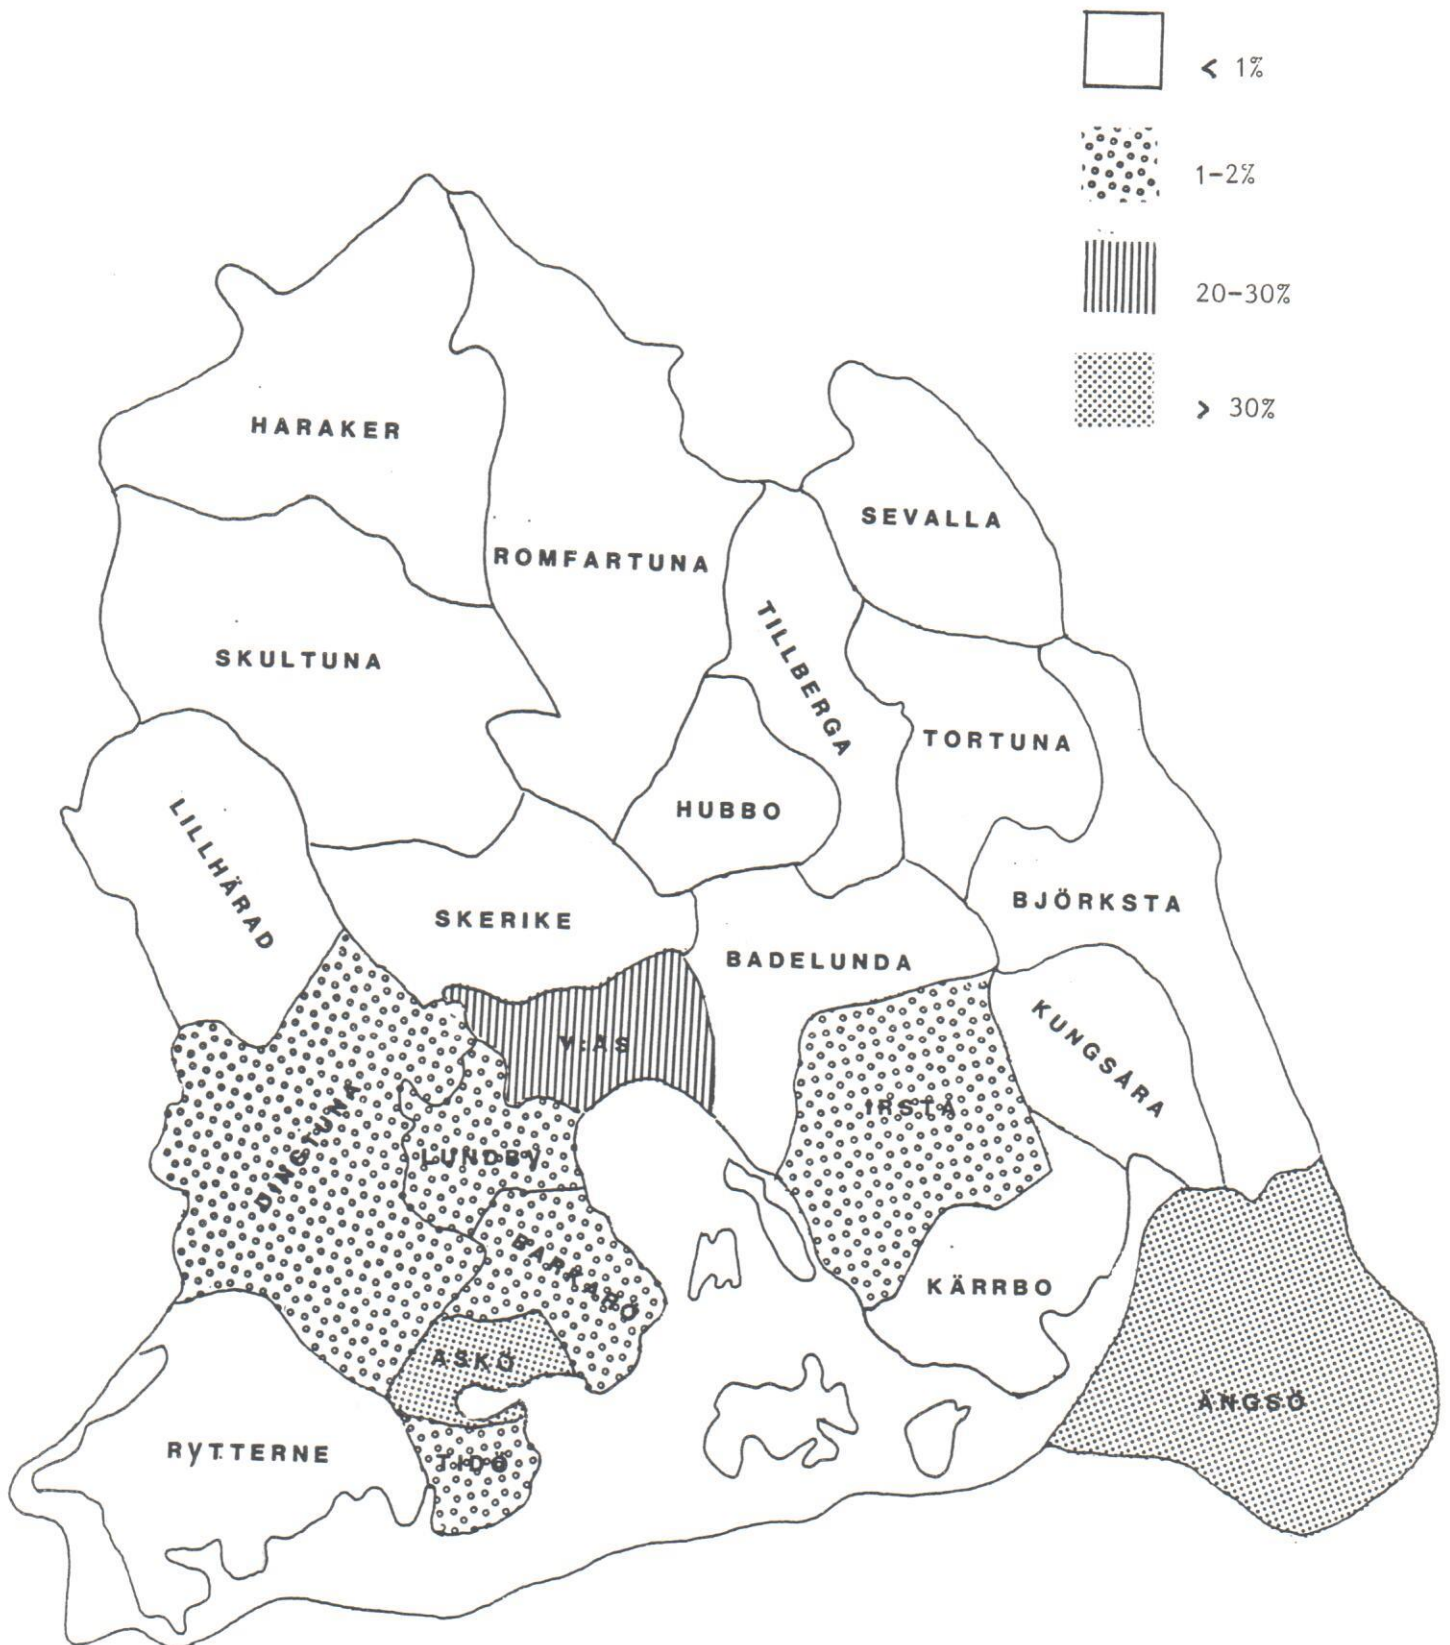 < 1%
1-2%
20-30%
> 30%
HARAKER
SEVALLA
ROMFARTUNA
TILLBERGA
SKULTUNA
TORTUNA
HUBBO
LILLHÄRAD
BJÖRKSTA
SKERIKE
BADELUNDA
KUNGSÅRA
V:ÅS
IRSTA
DINGTUNA
LUNDBY
BARKARÖ
KÄRRBO
ASKÖ
ÄNGSÖ
RYTTERNE
TIDÖ